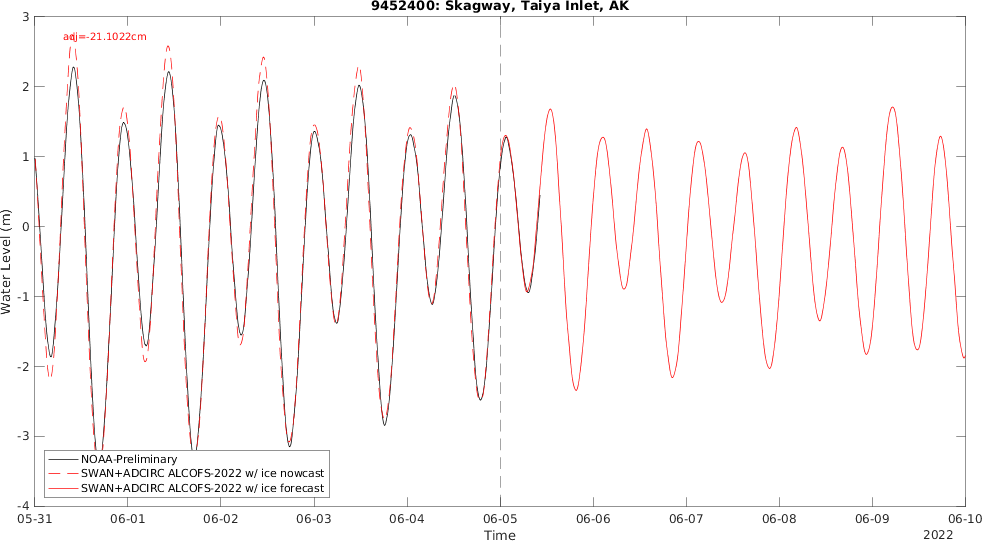 9452400: Skagway, Taiya Inlet, AK
adj=-21.1022cm
Water Level (m)
3
2
1
0
-1
-2
-3
-4
NOAA-Preliminary
SWAN+ADCIRC ALCOFS-2022 w/ ice nowcast
SWAN+ADCIRC ALCOFS-2022 w/ ice forecast
05-31 06-01 06-02 06-03 06-04 06-05 06-06 06-07 06-08 06-09 06-10
Time
2022